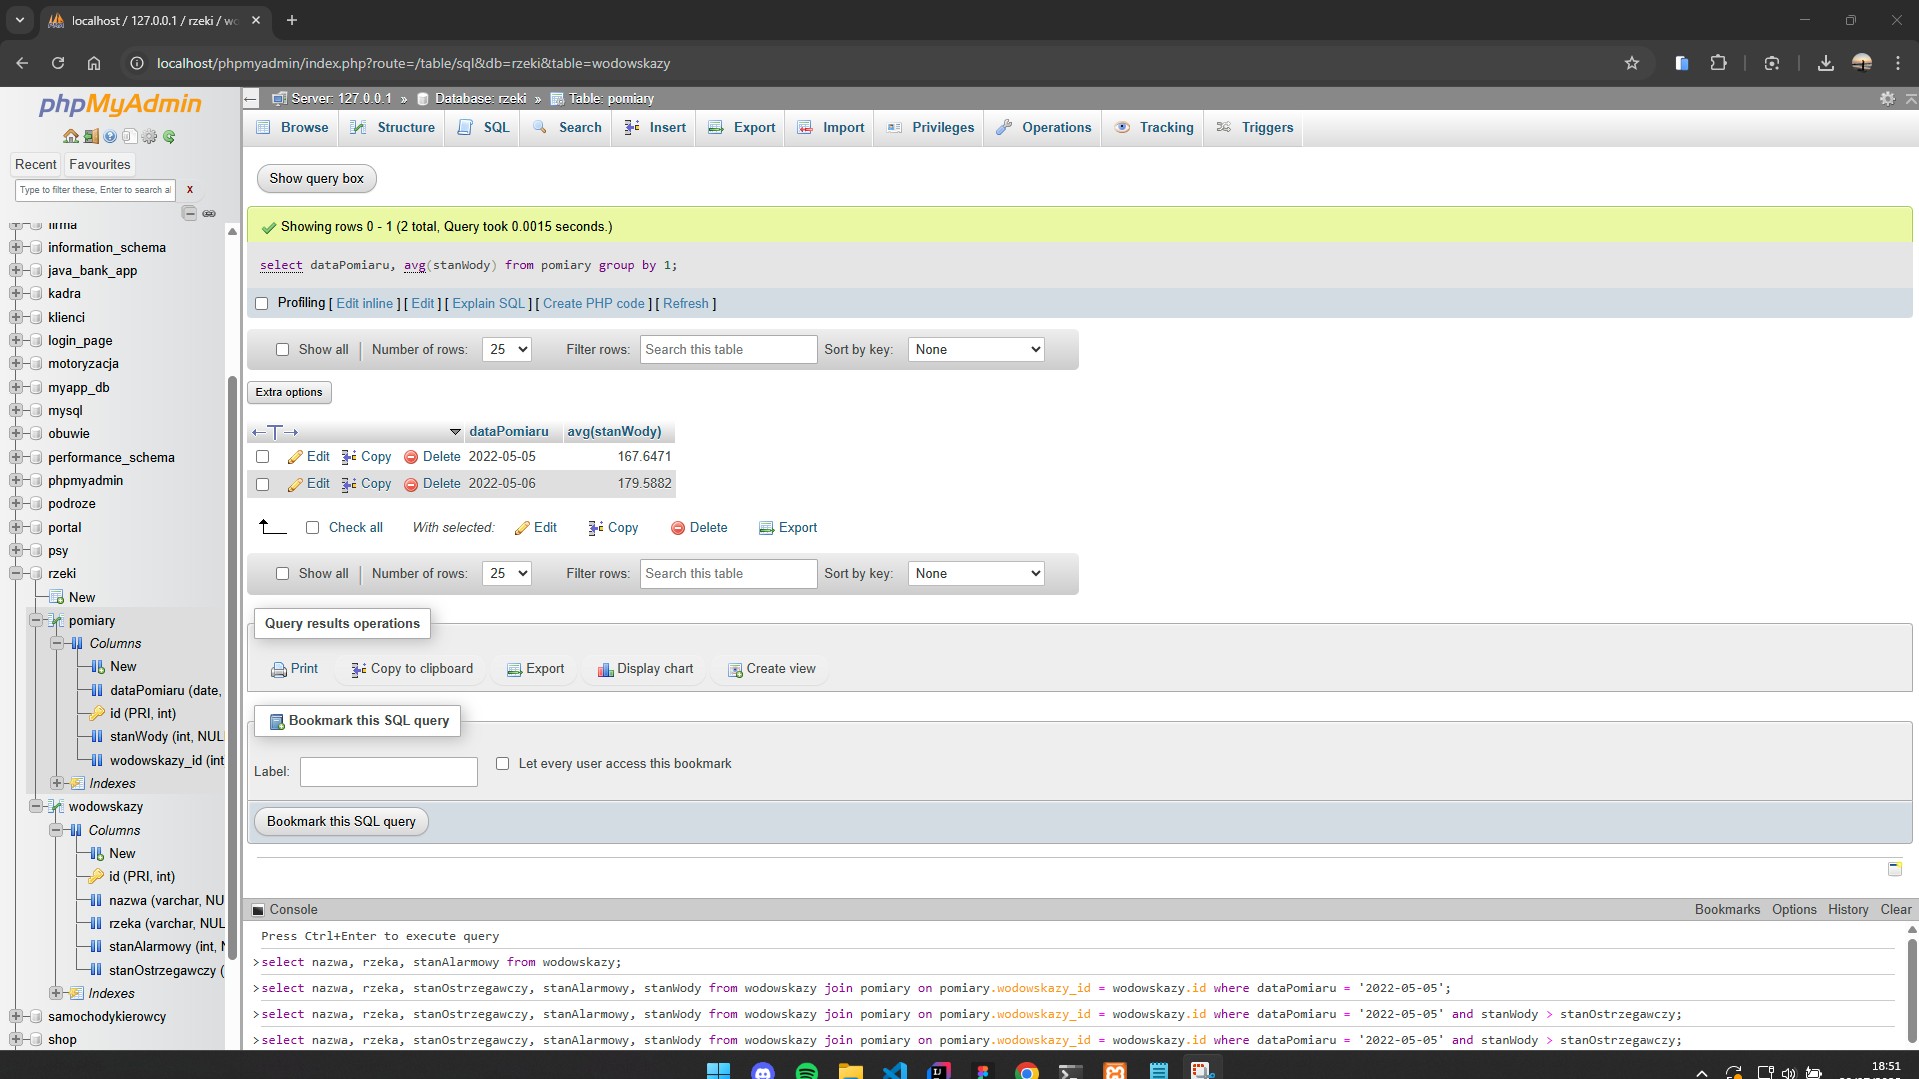 localhost / 127.0.0.1 / rzeki / wo
localhost/phpmyadmin/index.php?route=/table/sql&db=rzeki&table=wodowskazy
phpMyAdmin
Recent Favourites
Type to filter these, Enter to search al X
firma
information_schema
java_bank_app
kadra
klienci
login_page
motoryzacja
myapp_db
mysql
obuwie
performance_schema
phpmyadmin
podroze
portal
psy
rzeki
New
pomiary
Columns
New
dataPomiaru (date,
id (PRI, int)
stanWody (int, NUL
wodowskazy_id (int
Indexes
wodowskazy
Columns
New
id (PRI, int)
nazwa (varchar, NU
rzeka (varchar, NUL
stanAlarmowy (int, N
stanOstrzegawczy (
Indexes
samochodykierowcy
shop
Server: 127.0.0.1 » Database: rzeki » Table: pomiary
Browse Structure SQL Search Insert Export Import Privileges Operations Tracking Triggers
Show query box
Showing rows 0 - 1 (2 total, Query took 0.0015 seconds.)
select dataPomiaru, avg(stanWody) from pomiary group by 1;
Profiling [ Edit inline ] [ Edit ] [ Explain SQL ] [ Create PHP code ] [ Refresh ]
Show all Number of rows: 25 Filter rows: Search this table Sort by key: None
Extra options
←T→ dataPomiaru avg(stanWody)
Edit Copy Delete 2022-05-05 167.6471
Edit Copy Delete 2022-05-06 179.5882
Check all With selected: Edit Copy Delete Export
Show all Number of rows: 25 Filter rows: Search this table Sort by key: None
Query results operations
Print Copy to clipboard Export Display chart Create view
Bookmark this SQL query
Label: Let every user access this bookmark
Bookmark this SQL query
Console Bookmarks Options History Clear
Press Ctrl+Enter to execute query
>select nazwa, rzeka, stanAlarmowy from wodowskazy;
>select nazwa, rzeka, stanOstrzegawczy, stanAlarmowy, stanWody from wodowskazy join pomiary on pomiary.wodowskazy_id = wodowskazy.id where dataPomiaru = '2022-05-05';
>select nazwa, rzeka, stanOstrzegawczy, stanAlarmowy, stanWody from wodowskazy join pomiary on pomiary.wodowskazy_id = wodowskazy.id where dataPomiaru = '2022-05-05' and stanWody > stanOstrzegawczy;
>select nazwa, rzeka, stanOstrzegawczy, stanAlarmowy, stanWody from wodowskazy join pomiary on pomiary.wodowskazy_id = wodowskazy.id where dataPomiaru = '2022-05-05' and stanWody > stanOstrzegawczy;
18:51